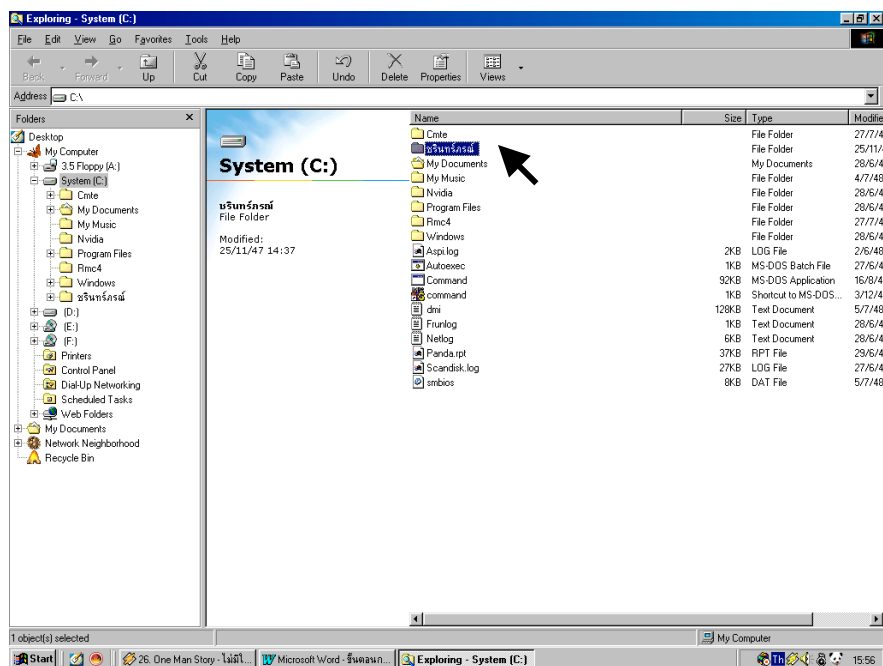 Exploring - System (C:)
File Edit View Go Favorites Tools Help
Back Forward Up Cut Copy Paste Undo Delete Properties Views
Address C:\
Folders
Desktop
My Computer
3.5 Floppy (A:)
System (C:)
Cmte
My Documents
My Music
Nvidia
Program Files
Rmc4
Windows
ชรินทร์ภรณ์
(D:)
(E:)
(F:)
Printers
Control Panel
Dial-Up Networking
Scheduled Tasks
Web Folders
My Documents
Network Neighborhood
Recycle Bin
System (C:)
ชรินทร์ภรณ์
File Folder
Modified:
25/11/47 14:37
Name Size Type Modifie
Cmte File Folder 27/7/4
ชรินทร์ภรณ์ File Folder 25/11/
My Documents My Documents 28/6/4
My Music File Folder 4/7/48
Nvidia File Folder 28/6/4
Program Files File Folder 28/6/4
Rmc4 File Folder 27/7/4
Windows File Folder 28/6/4
Aspi.log 2KB LOG File 2/6/48
Autoexec 1KB MS-DOS Batch File 27/6/4
Command 92KB MS-DOS Application 16/8/4
command 1KB Shortcut to MS-DOS... 3/12/4
dmi 128KB Text Document 5/7/48
Frunlog 1KB Text Document 28/6/4
Netlog 6KB Text Document 28/6/4
Panda.rpt 37KB RPT File 29/6/4
Scandisk.log 27KB LOG File 27/6/4
smbios 8KB DAT File 5/7/48
1 object(s) selected My Computer
Start 26. One Man Story - ไม่มีใ... Microsoft Word - ขั้นตอนก... Exploring - System (C:) Th 15:56